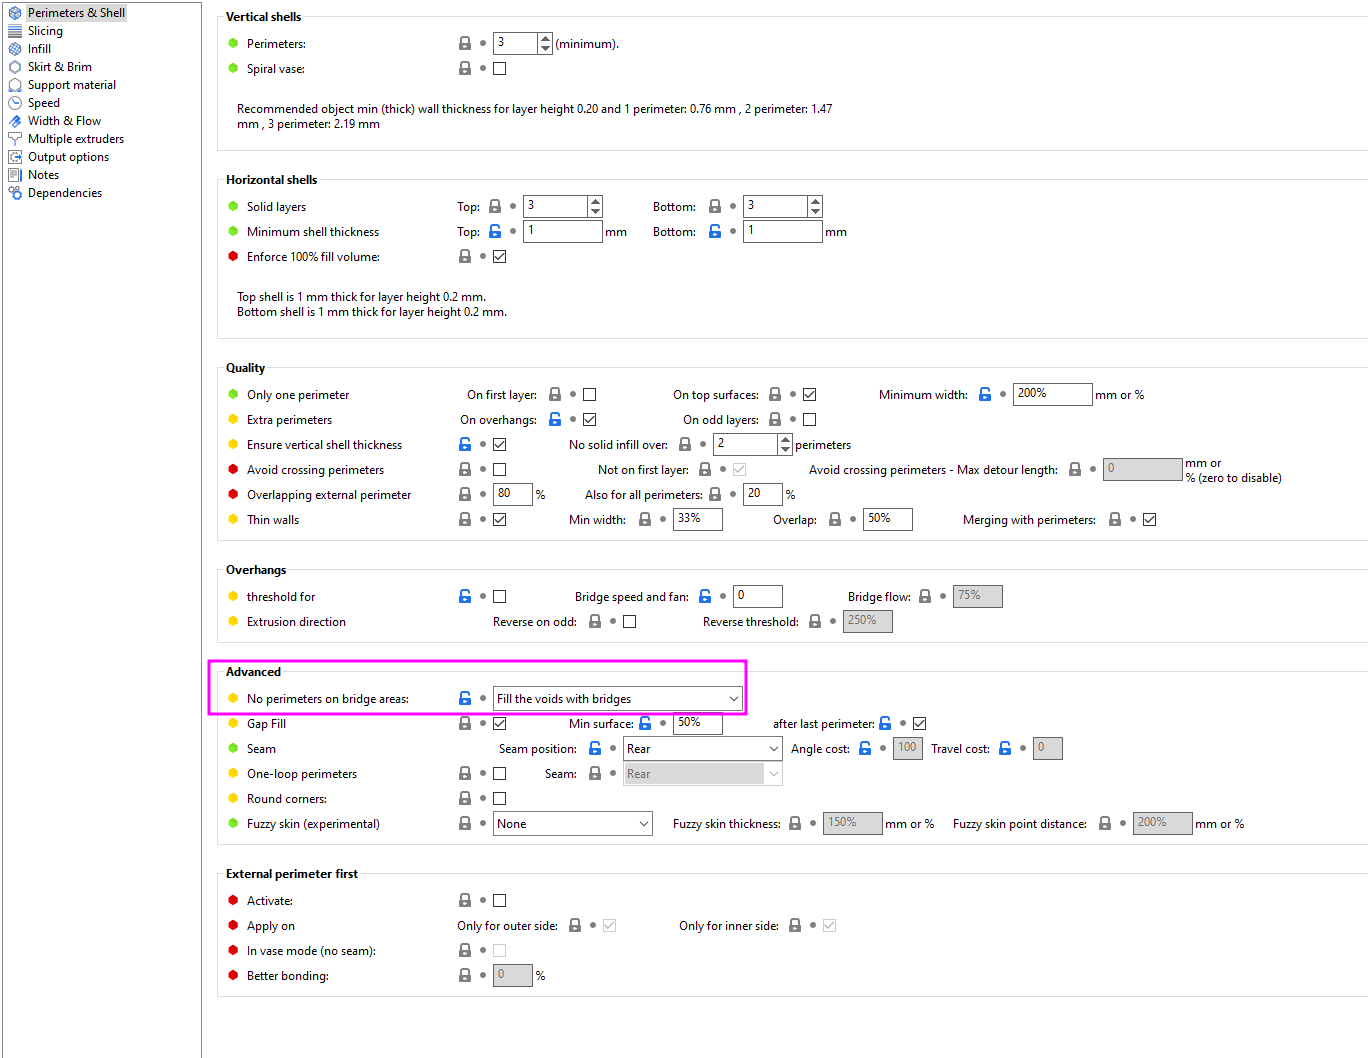 Perimeters & Shell
Slicing
Infill
Skirt & Brim
Support material
Speed
Width & Flow
Multiple extruders
Output options
Notes
Dependencies
Vertical shells
Perimeters: 3 (minimum).
Spiral vase:
Recommended object min (thick) wall thickness for layer height 0.20 and 1 perimeter: 0.76 mm , 2 perimeter: 1.47
mm , 3 perimeter: 2.19 mm
Horizontal shells
Solid layers Top: 3 Bottom: 3
Minimum shell thickness Top: 1 mm Bottom: 1 mm
Enforce 100% fill volume:
Top shell is 1 mm thick for layer height 0.2 mm.
Bottom shell is 1 mm thick for layer height 0.2 mm.
Quality
Only one perimeter On first layer: On top surfaces: Minimum width: 200% mm or %
Extra perimeters On overhangs: On odd layers:
Ensure vertical shell thickness No solid infill over: 2 perimeters
Avoid crossing perimeters Not on first layer: Avoid crossing perimeters - Max detour length: 0 mm or
% (zero to disable)
Overlapping external perimeter 80 % Also for all perimeters: 20 %
Thin walls Min width: 33% Overlap: 50% Merging with perimeters:
Overhangs
threshold for Bridge speed and fan: 0 Bridge flow: 75%
Extrusion direction Reverse on odd: Reverse threshold: 250%
Advanced
No perimeters on bridge areas: Fill the voids with bridges
Gap Fill Min surface: 50% after last perimeter:
Seam Seam position: Rear Angle cost: 100 Travel cost: 0
One-loop perimeters Seam: Rear
Round corners:
Fuzzy skin (experimental) None Fuzzy skin thickness: 150% mm or % Fuzzy skin point distance: 200% mm or %
External perimeter first
Activate:
Apply on Only for outer side: Only for inner side:
In vase mode (no seam):
Better bonding: 0 %